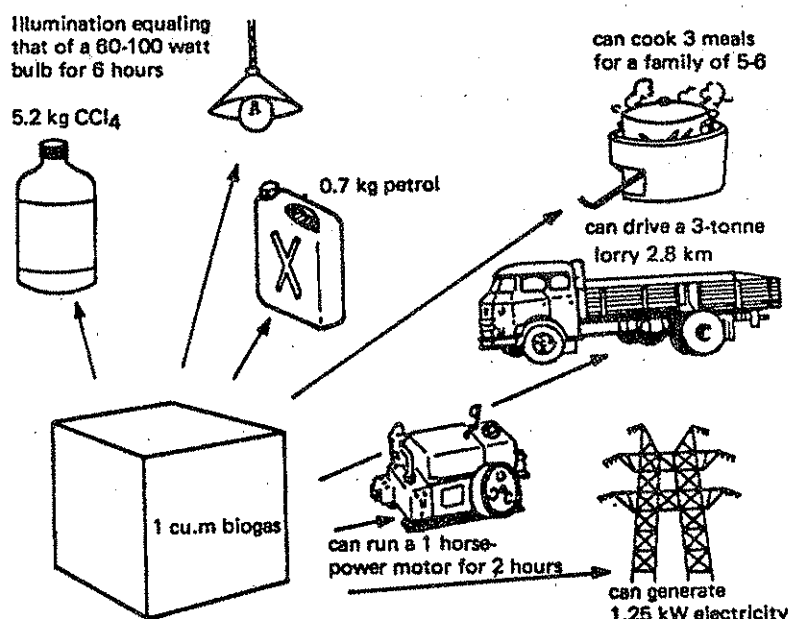 Illumination equaling
that of a 60-100 watt
bulb for 6 hours
5.2 kg CCl4
0.7 kg petrol
can cook 3 meals
for a family of 5-6
can drive a 3-tonne
lorry 2.8 km
1 cu.m biogas
can run a 1 horse-
power motor for 2 hours
can generate
1.25 kW electricity